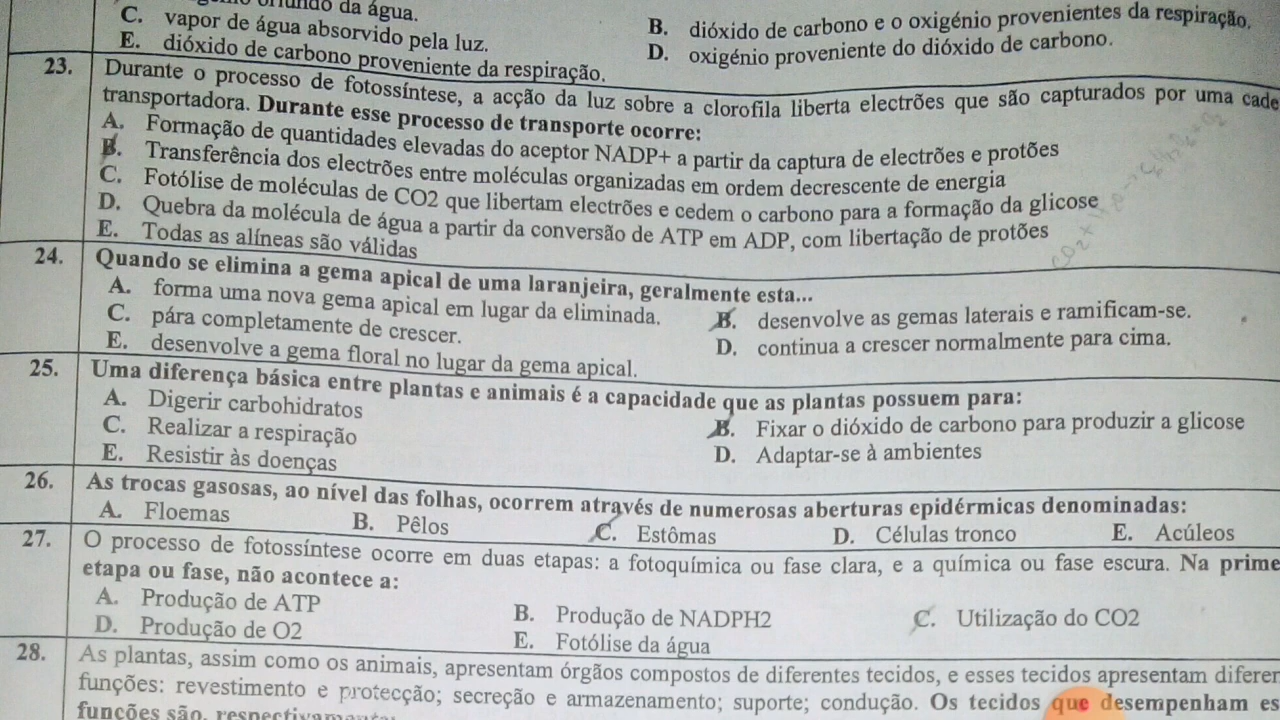 oriundo da água.
C. vapor de água absorvido pela luz.
B. dióxido de carbono e o oxigénio provenientes da respiração.
E. dióxido de carbono proveniente da respiração.
D. oxigénio proveniente do dióxido de carbono.
23. Durante o processo de fotossíntese, a acção da luz sobre a clorofila liberta electrões que são capturados por uma cade
transportadora. Durante esse processo de transporte ocorre:
A. Formação de quantidades elevadas do aceptor NADP+ a partir da captura de electrões e protões
B. Transferência dos electrões entre moléculas organizadas em ordem decrescente de energia
C. Fotólise de moléculas de CO2 que libertam electrões e cedem o carbono para a formação da glicose
D. Quebra da molécula de água a partir da conversão de ATP em ADP, com libertação de protões
E. Todas as alíneas são válidas
24. Quando se elimina a gema apical de uma laranjeira, geralmente esta...
A. forma uma nova gema apical em lugar da eliminada.
B. desenvolve as gemas laterais e ramificam-se.
C. pára completamente de crescer.
D. continua a crescer normalmente para cima.
E. desenvolve a gema floral no lugar da gema apical.
25. Uma diferença básica entre plantas e animais é a capacidade que as plantas possuem para:
A. Digerir carbohidratos
B. Fixar o dióxido de carbono para produzir a glicose
C. Realizar a respiração
D. Adaptar-se à ambientes
E. Resistir às doenças
26. As trocas gasosas, ao nível das folhas, ocorrem através de numerosas aberturas epidérmicas denominadas:
A. Floemas B. Pêlos C. Estômas D. Células tronco E. Acúleos
27. O processo de fotossíntese ocorre em duas etapas: a fotoquímica ou fase clara, e a química ou fase escura. Na prime
etapa ou fase, não acontece a:
A. Produção de ATP B. Produção de NADPH2 C. Utilização do CO2
D. Produção de O2 E. Fotólise da água
28. As plantas, assim como os animais, apresentam órgãos compostos de diferentes tecidos, e esses tecidos apresentam diferen
funções: revestimento e protecção; secreção e armazenamento; suporte; condução. Os tecidos que desempenham es
funções são, respectivamente: